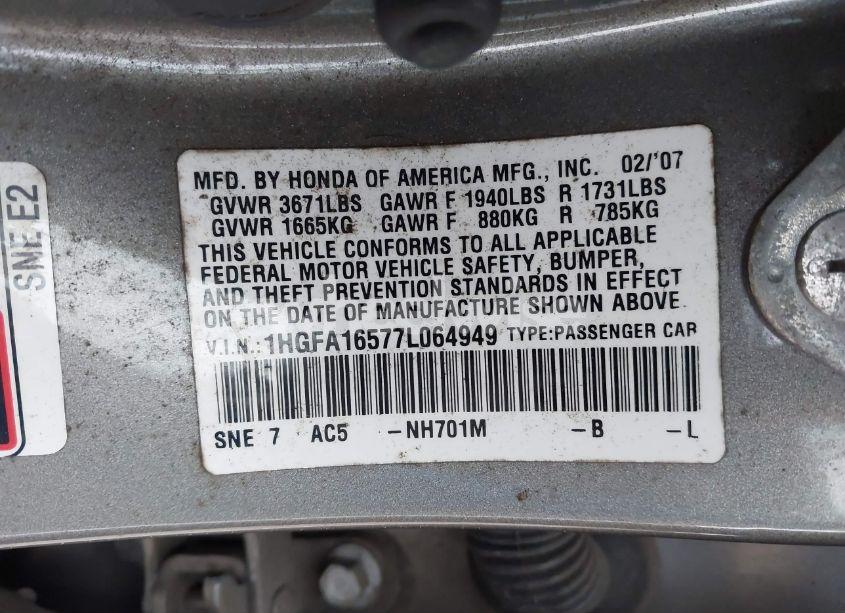 SNE E2
MFD. BY HONDA OF AMERICA MFG., INC. 02/'07
GVWR 3671LBS GAWR F 1940LBS R 1731LBS
GVWR 1665KG GAWR F 880KG R 785KG
THIS VEHICLE CONFORMS TO ALL APPLICABLE
FEDERAL MOTOR VEHICLE SAFETY, BUMPER,
AND THEFT PREVENTION STANDARDS IN EFFECT
ON THE DATE OF MANUFACTURE SHOWN ABOVE.
V.I.N.: 1HGFA16577L064949 TYPE:PASSENGER CAR
SNE 7 AC5 -NH701M -B -L